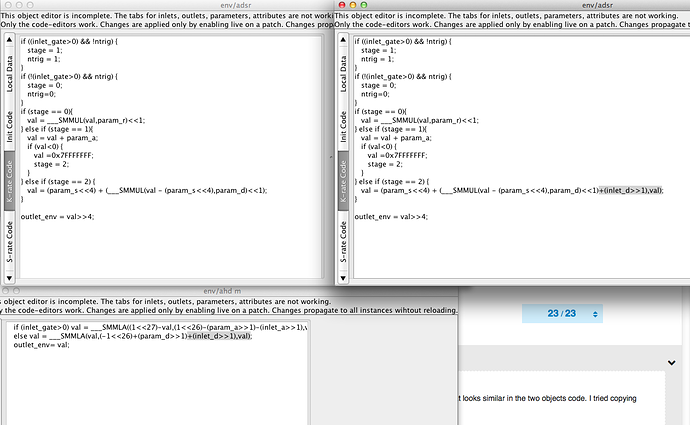 env/adsr
This object editor is incomplete. The tabs for inlets, outlets, parameters, attributes are not worki
Only the code-editors work. Changes are applied only by enabling live on a patch. Changes propa
Local Data
Init Code
K-rate Code
S-rate Code
if ((inlet_gate>0) && !ntrig) {
stage = 1;
ntrig = 1;
}
if (!(inlet_gate>0) && ntrig) {
stage = 0;
ntrig=0;
}
if (stage == 0){
val = ___SMMUL(val,param_r)<<1;
} else if (stage == 1){
val = val + param_a;
if (val<0) {
val =0x7FFFFFFF;
stage = 2;
}
} else if (stage == 2) {
val = (param_s<<4) + (___SMMUL(val - (param_s<<4),param_d)<<1);
}
outlet_env = val>>4;
env/adsr
This object editor is incomplete. The tabs for inlets, outlets, parameters, attributes are not working.
Only the code-editors work. Changes are applied only by enabling live on a patch. Changes propagate t
Local Data
Init Code
K-rate Code
S-rate Code
if ((inlet_gate>0) && !ntrig) {
stage = 1;
ntrig = 1;
}
if (!(inlet_gate>0) && ntrig) {
stage = 0;
ntrig=0;
}
if (stage == 0){
val = ___SMMUL(val,param_r)<<1;
} else if (stage == 1){
val = val + param_a;
if (val<0) {
val =0x7FFFFFFF;
stage = 2;
}
} else if (stage == 2) {
val = (param_s<<4) + (___SMMUL(val - (param_s<<4),param_d)<<1)+(inlet_d>>1),val);
}
outlet_env = val>>4;
env/ahd m
s object editor is incomplete. The tabs for inlets, outlets, parameters, attributes are not working.
y the code-editors work. Changes are applied only by enabling live on a patch. Changes propagate to all instances wihtout reloading.
if (inlet_gate>0) val = ___SMMLA((1<<27)-val,(1<<26)-(param_a>>1)-(inlet_a>>1),v
else val = ___SMMLA(val,(-1<<26)+(param_d>>1)+(inlet_d>>1),val);
outlet_env= val;
23 / 23
t looks similar in the two objects code. I tried copying